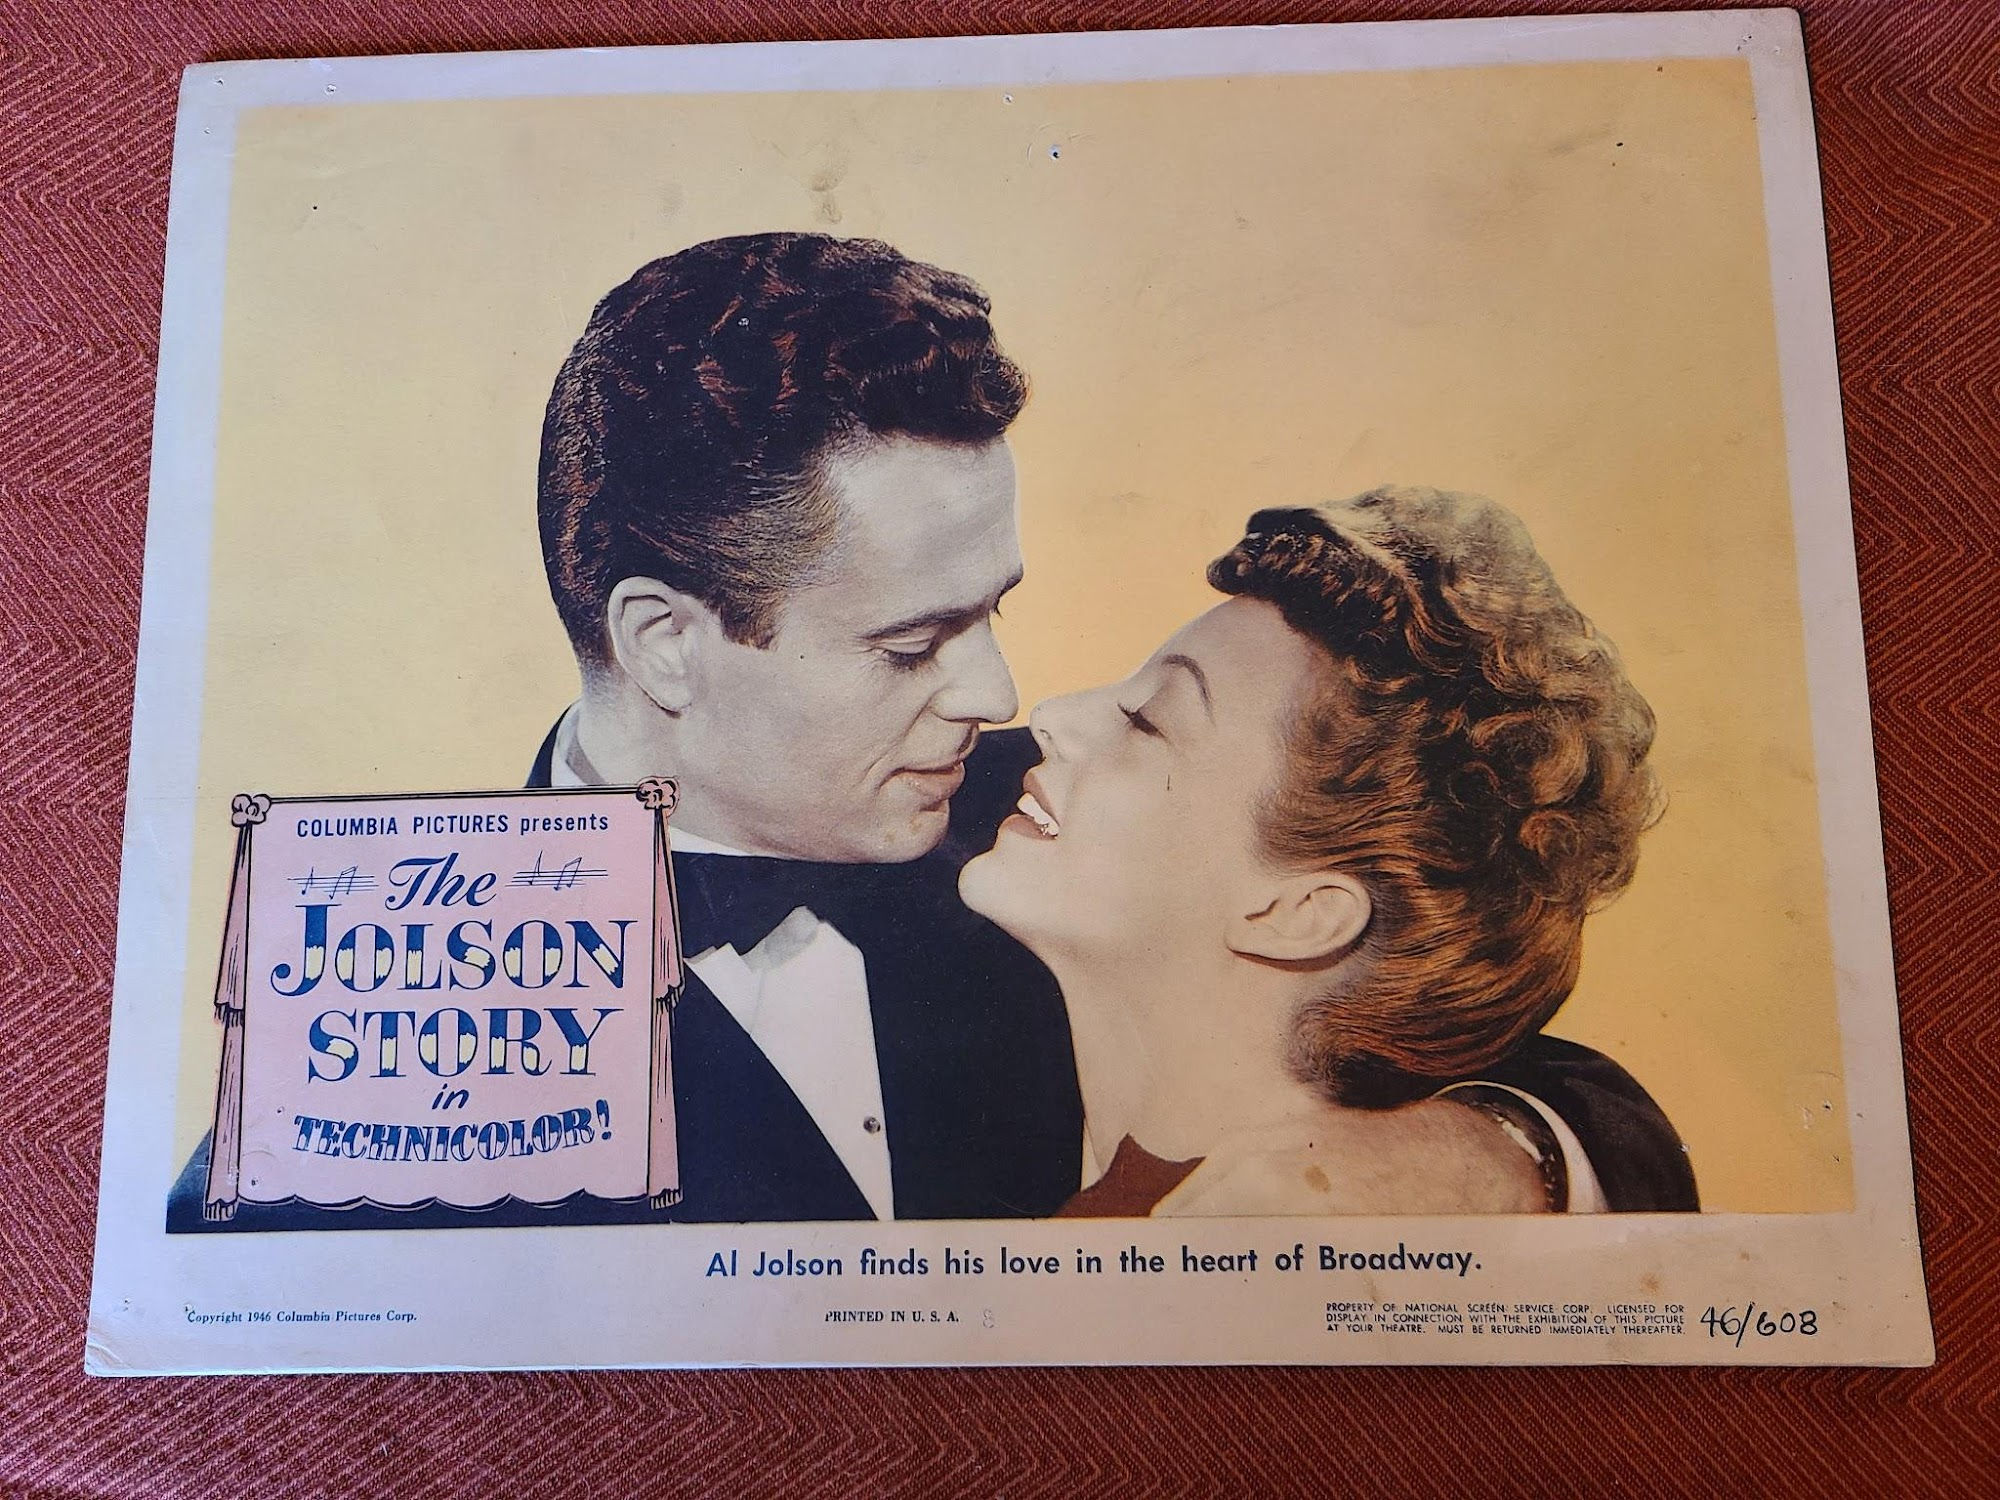 COLUMBIA PICTURES presents
The
JOLSON
STORY
in
TECHNICOLOR!
Al Jolson finds his love in the heart of Broadway.
Copyright 1946 Columbia Pictures Corp.
PRINTED IN U. S. A. 8
PROPERTY OF NATIONAL SCREEN SERVICE CORP. LICENSED FOR
DISPLAY IN CONNECTION WITH THE EXHIBITION OF THIS PICTURE
AT YOUR THEATRE. MUST BE RETURNED IMMEDIATELY THEREAFTER.
46/608